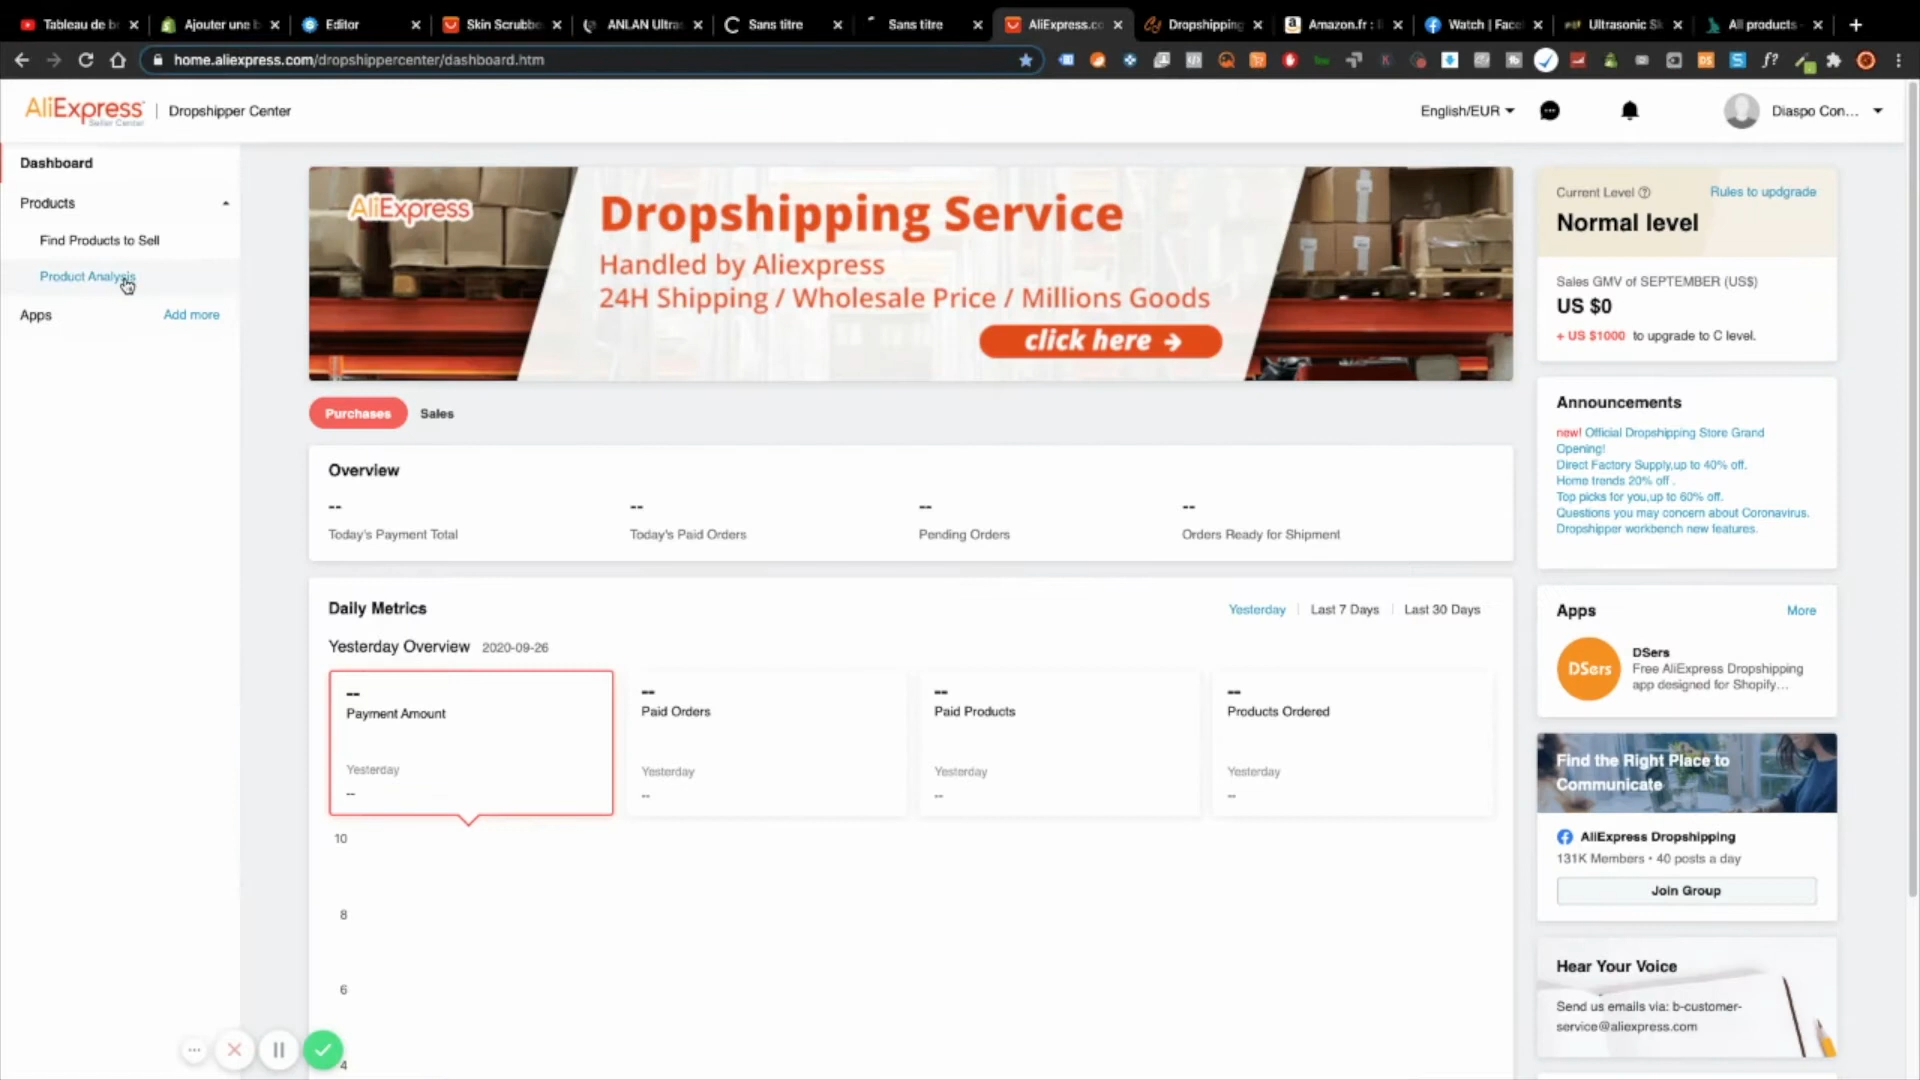 Tableau de b
Ajouter une b
Editor
Skin Scrubbe
ANLAN Ultra
Sans titre
Sans titre
AliExpress.co
Dropshipping
Amazon.fr :
Watch | Face
Ultrasonic Sk
All products
home.aliexpress.com/dropshippercenter/dashboard.htm
AliExpress
Seller Center
Dropshipper Center
English/EUR
Diaspo Con...
Dashboard
Products
Find Products to Sell
Product Analysis
Apps
Add more
AliExpress
Dropshipping Service
Handled by Aliexpress
24H Shipping / Wholesale Price / Millions Goods
click here →
Purchases
Sales
Overview
--
Today's Payment Total
--
Today's Paid Orders
--
Pending Orders
--
Orders Ready for Shipment
Daily Metrics
Yesterday
Last 7 Days
Last 30 Days
Yesterday Overview 2020-09-26
--
Payment Amount
Yesterday
--
--
Paid Orders
Yesterday
--
--
Paid Products
Yesterday
--
--
Products Ordered
Yesterday
--
10
8
6
4
Current Level
Rules to updgrade
Normal level
Sales GMV of SEPTEMBER (US$)
US $0
+ US $1000 to upgrade to C level.
Announcements
new! Official Dropshipping Store Grand
Opening!
Direct Factory Supply,up to 40% off.
Home trends 20% off .
Top picks for you,up to 60% off.
Questions you may concern about Coronavirus.
Dropshipper workbench new features.
Apps
More
DSers
DSers
Free AliExpress Dropshipping
app designed for Shopify...
Find the Right Place to
Communicate
AliExpress Dropshipping
131K Members • 40 posts a day
Join Group
Hear Your Voice
Send us emails via: b-customer-
service@aliexpress.com